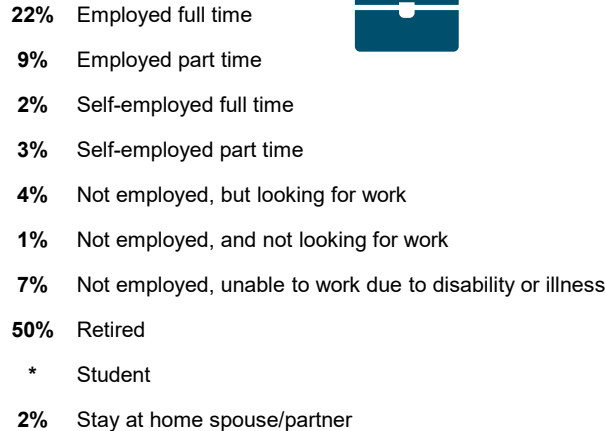 22% Employed full time
9% Employed part time
2% Self-employed full time
3% Self-employed part time
4% Not employed, but looking for work
1% Not employed, and not looking for work
7% Not employed, unable to work due to disability or illness
50% Retired
* Student
2% Stay at home spouse/partner